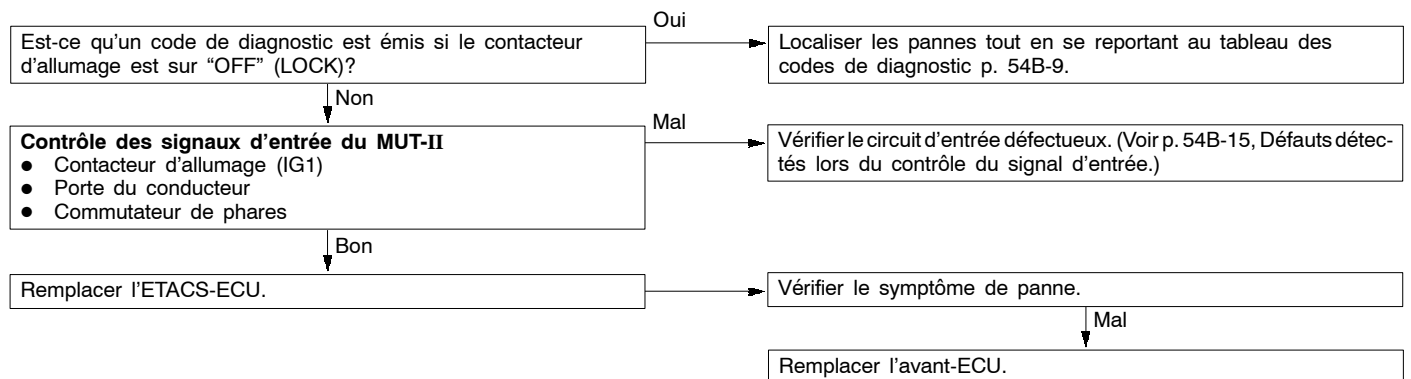 Oui
Est-ce qu'un code de diagnostic est émis si le contacteur
d'allumage est sur “OFF” (LOCK)?
Localiser les pannes tout en se reportant au tableau des
codes de diagnostic p. 54B-9.
Non
Mal
Contrôle des signaux d'entrée du MUT-II
● Contacteur d'allumage (IG1)
● Porte du conducteur
● Commutateur de phares
Vérifier le circuit d'entrée défectueux. (Voir p. 54B-15, Défauts détec-
tés lors du contrôle du signal d'entrée.)
Bon
Remplacer l'ETACS-ECU.
Vérifier le symptôme de panne.
Mal
Remplacer l'avant-ECU.